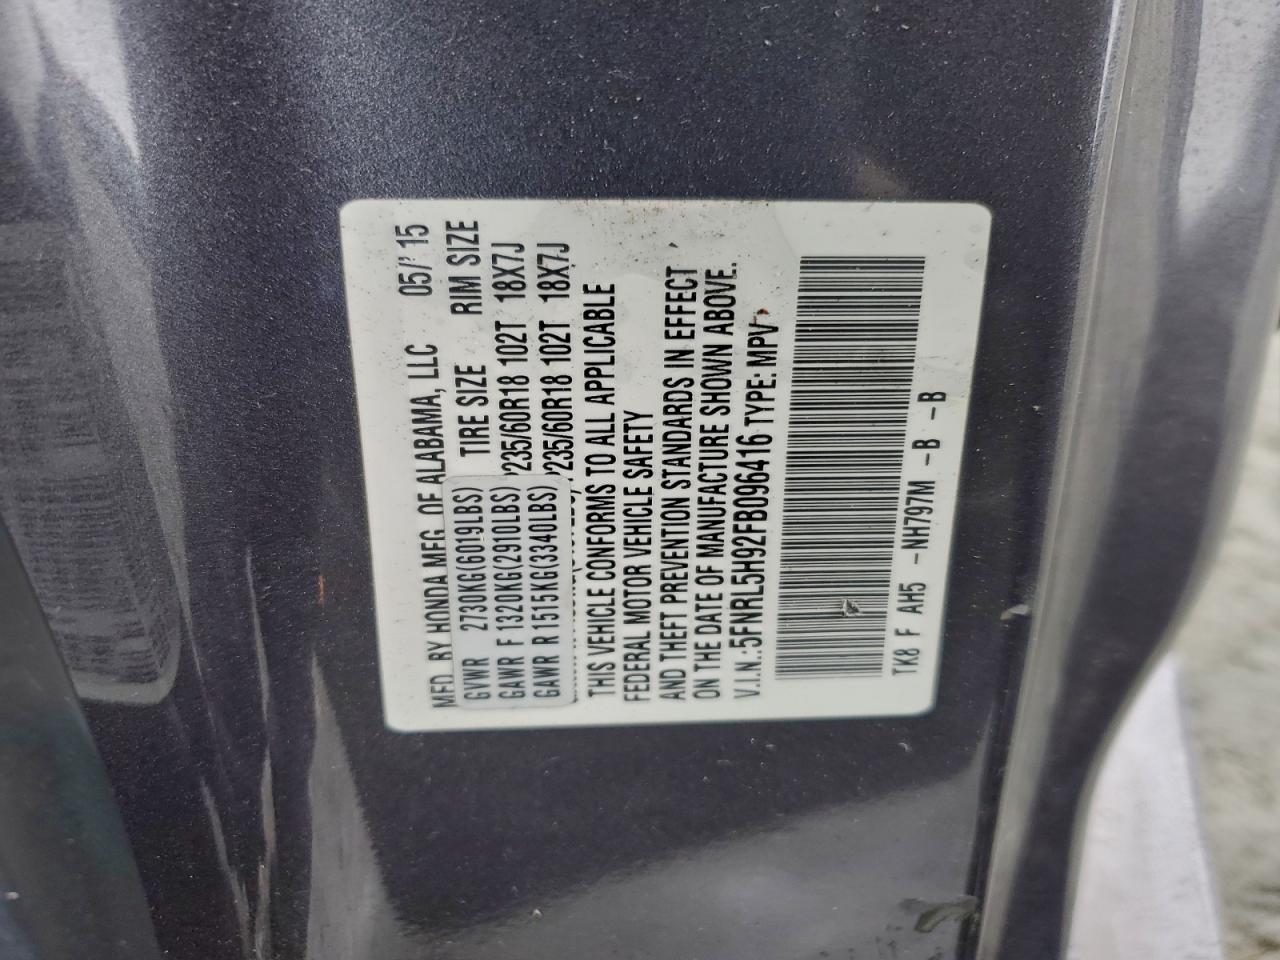 MFD. BY HONDA MFG. OF ALABAMA, LLC 05/15
TIRE SIZE RIM SIZE
GVWR 2730KG(6019LBS)
GAWR F 1320KG(2910LBS) 235/60R18 102T 18X7J
GAWR R 1515KG(3340LBS) 235/60R18 102T 18X7J
THIS VEHICLE CONFORMS TO ALL APPLICABLE
FEDERAL MOTOR VEHICLE SAFETY
AND THEFT PREVENTION STANDARDS IN EFFECT
ON THE DATE OF MANUFACTURE SHOWN ABOVE.
V.I.N.:5FNRL5H92FB096416 TYPE: MPV
TK8 F AH5 -NH797M -B -B